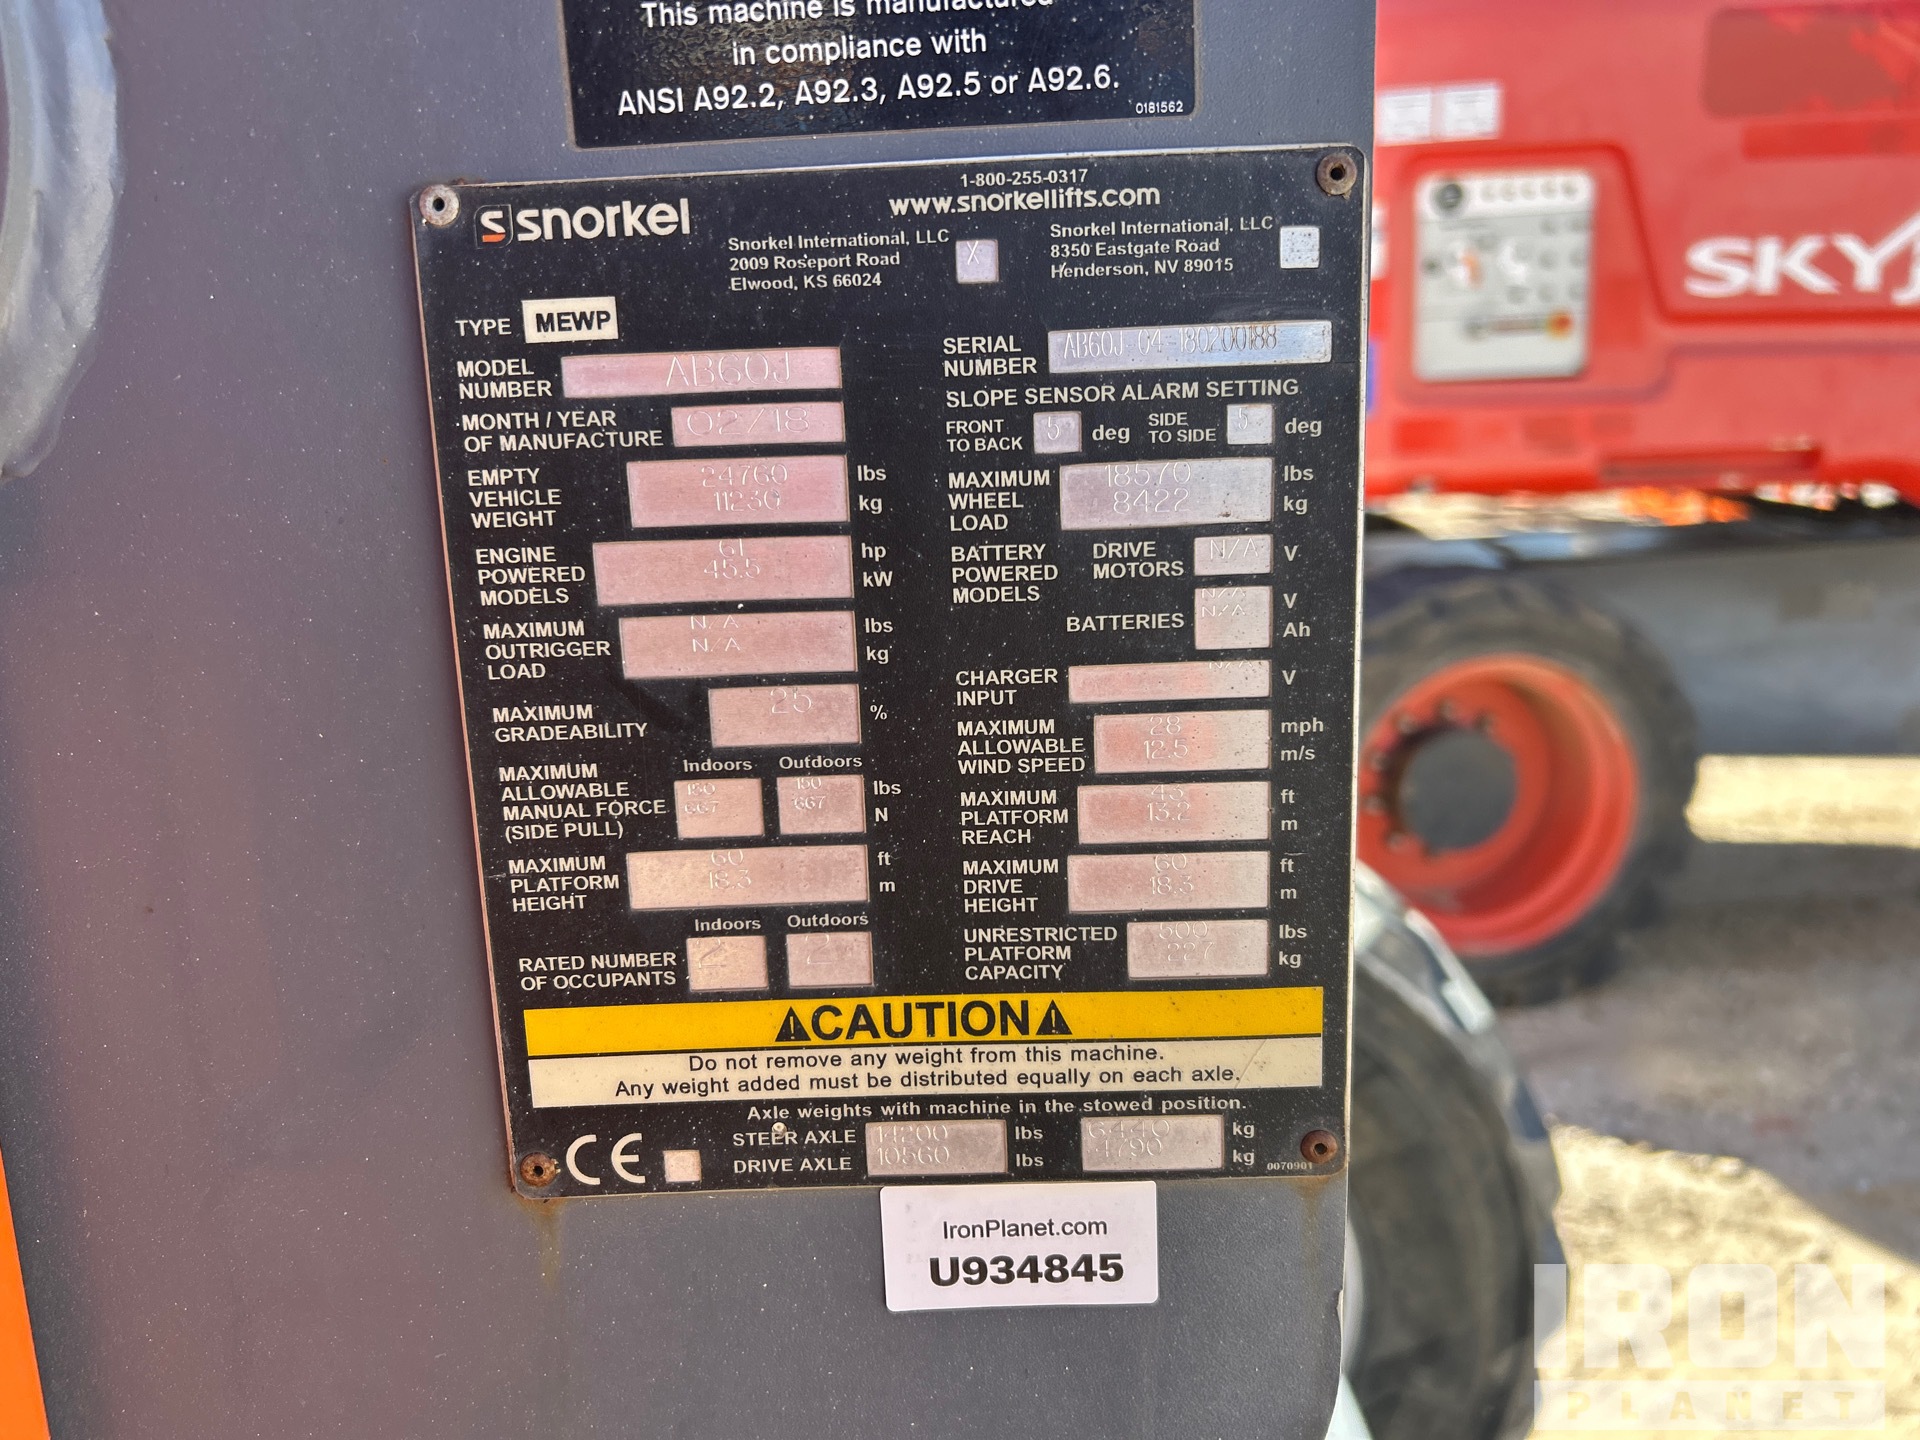 This machine is manufactured
in compliance with
ANSI A92.2, A92.3, A92.5 or A92.6.
0181562
snorkel
1-800-255-0317
www.snorkellifts.com
Snorkel International, LLC
2009 Roseport Road
Elwood, KS 66024
X
Snorkel International, LLC
8350 Eastgate Road
Henderson, NV 89015
TYPE MEWP
MODEL NUMBER AB60J
MONTH / YEAR OF MANUFACTURE 02/18
EMPTY VEHICLE WEIGHT 24760 lbs
11230 kg
ENGINE POWERED MODELS 61 hp
45.5 kW
MAXIMUM OUTRIGGER LOAD N/A lbs
N/A kg
MAXIMUM GRADEABILITY 25 %
Indoors Outdoors
MAXIMUM ALLOWABLE MANUAL FORCE (SIDE PULL) 150 150 lbs
667 667 N
MAXIMUM PLATFORM HEIGHT 60 ft
18.3 m
Indoors Outdoors
RATED NUMBER OF OCCUPANTS 2 2
SERIAL NUMBER AB60J-04-180200188
SLOPE SENSOR ALARM SETTING
FRONT TO BACK 5 deg SIDE TO SIDE 5 deg
MAXIMUM WHEEL LOAD 18570 lbs
8422 kg
BATTERY POWERED MODELS DRIVE MOTORS N/A V
BATTERIES N/A V
N/A Ah
CHARGER INPUT N/A V
MAXIMUM ALLOWABLE WIND SPEED 28 mph
12.5 m/s
MAXIMUM PLATFORM REACH 43 ft
13.2 m
MAXIMUM DRIVE HEIGHT 60 ft
18.3 m
UNRESTRICTED PLATFORM CAPACITY 500 lbs
227 kg
CAUTION
Do not remove any weight from this machine.
Any weight added must be distributed equally on each axle.
Axle weights with machine in the stowed position.
STEER AXLE 14200 lbs 6440 kg
DRIVE AXLE 10560 lbs 4790 kg
CE
0070901
IronPlanet.com
U934845
SKYJ
IRON
PLANET